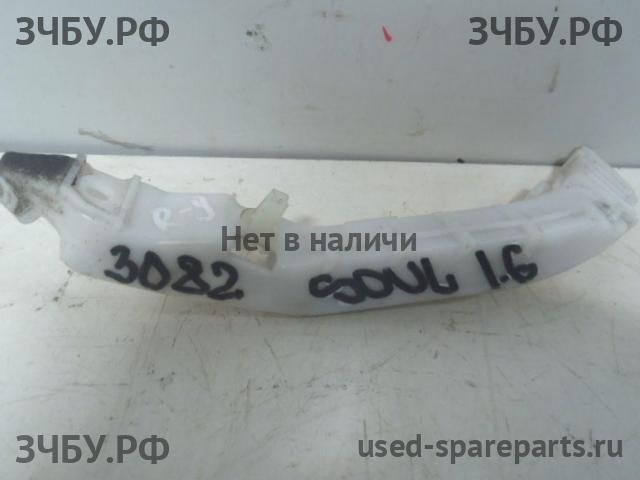 ЗЧБУ.РФ ЗЧБУ.РФ
R-y
Нет в наличи
3082 SOUL 1.6
ЗЧБУ.РФ used-spareparts.ru